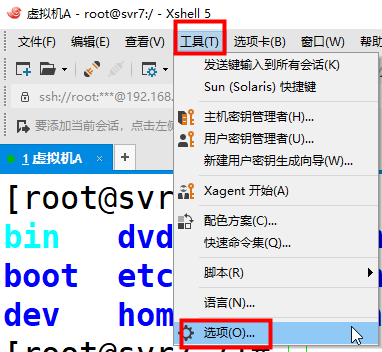 虚拟机A - root@svr7:/ - Xshell 5
文件(F) 编辑(E) 查看(V) 工具(T) 选项卡(B) 窗口(W) 帮助
发送键输入到所有会话(K)
Sun (Solaris) 快捷键
ssh://root:***@192.168.
主机密钥管理者(H)...
要添加当前会话，点击左侧
用户密钥管理者(U)...
1 虚拟机A
新建用户密钥生成向导(W)...
[root@svr
Xagent 开始(A)
bin dvd
配色方案(C)...
快速命令集(Q)...
boot etc
脚本(R)
dev hom
语言(N)...
选项(O)...